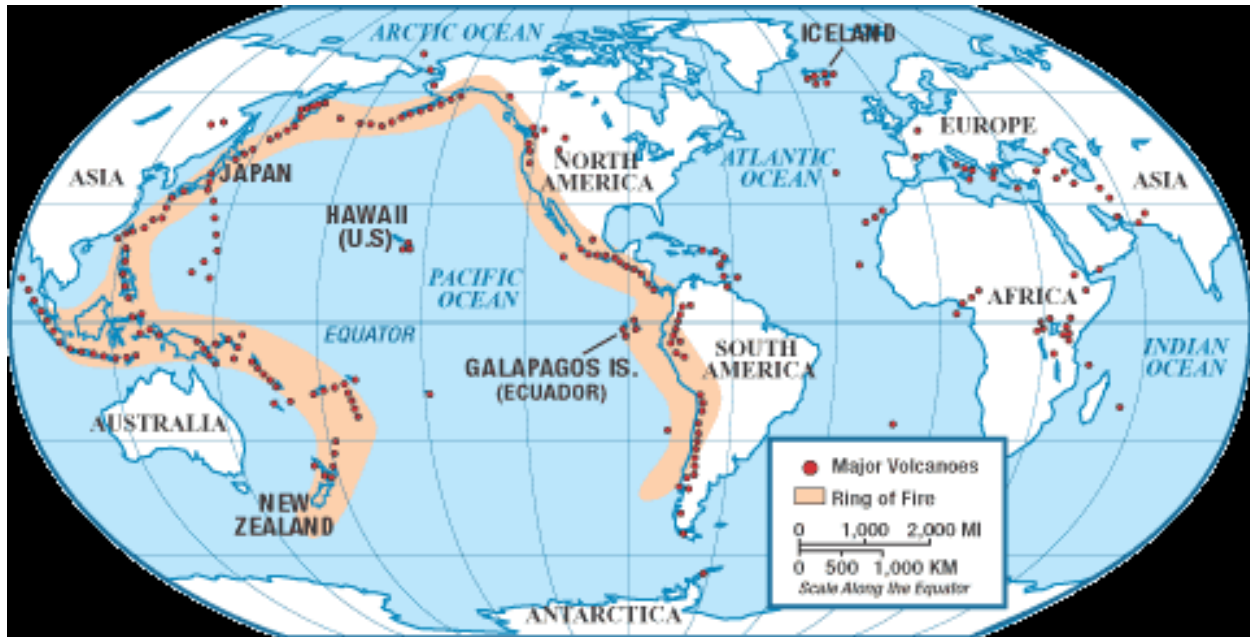 ARCTIC OCEAN
ICELAND
EUROPE
ASIA
JAPAN
NORTH
AMERICA
ATLANTIC
OCEAN
ASIA
HAWAII
(U.S)
PACIFIC
OCEAN
AFRICA
EQUATOR
GALAPAGOS IS.
(ECUADOR)
SOUTH
AMERICA
INDIAN
OCEAN
AUSTRALIA
NEW
ZEALAND
Major Volcanoes
Ring of Fire
0 1,000 2,000 MI
0 500 1,000 KM
Scale Along the Equator
ANTARCTICA